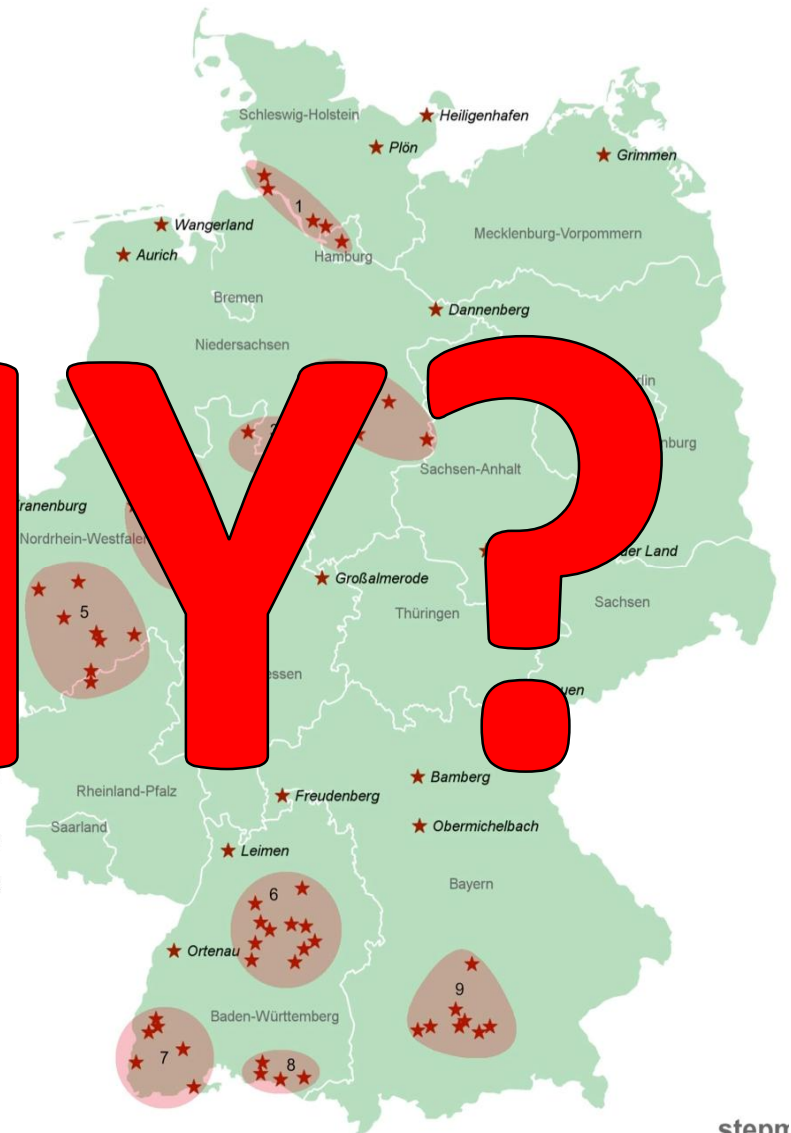 Schleswig-Holstein
Heiligenhafen
Plön
Grimmen
1
Wangerland
Mecklenburg-Vorpommern
Aurich
Hamburg
Bremen
Dannenberg
Niedersachsen
Y?
Sachsen-Anhalt
Nordrhein-Westfalen
der Land
Großalmerode
Thüringen
Sachsen
5
Bamberg
Rheinland-Pfalz
Freudenberg
Saarland
Obermichelbach
Leimen
Bayern
6
Ortenau
9
Baden-Württemberg
7
8